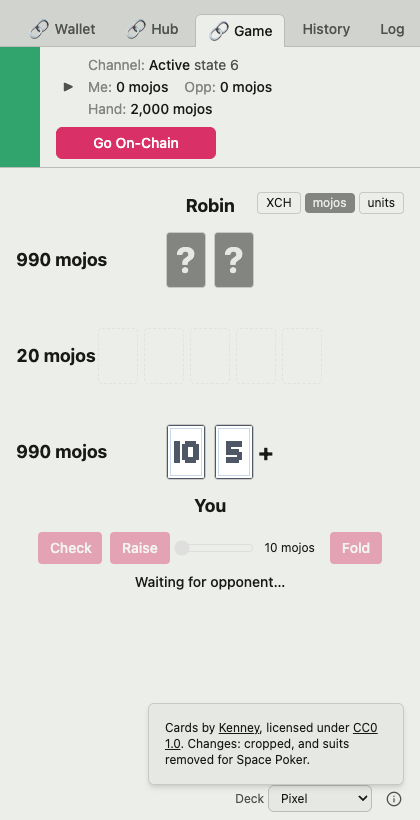 Wallet Hub Game History Log
Channel: Active state 6
Me: 0 mojos Opp: 0 mojos
Hand: 2,000 mojos
Go On-Chain
Robin XCH mojos units
990 mojos ? ?
20 mojos
990 mojos 10 5 +
You
Check Raise 10 mojos Fold
Waiting for opponent...
Cards by Kenney, licensed under CC0
1.0. Changes: cropped, and suits
removed for Space Poker.
Deck Pixel